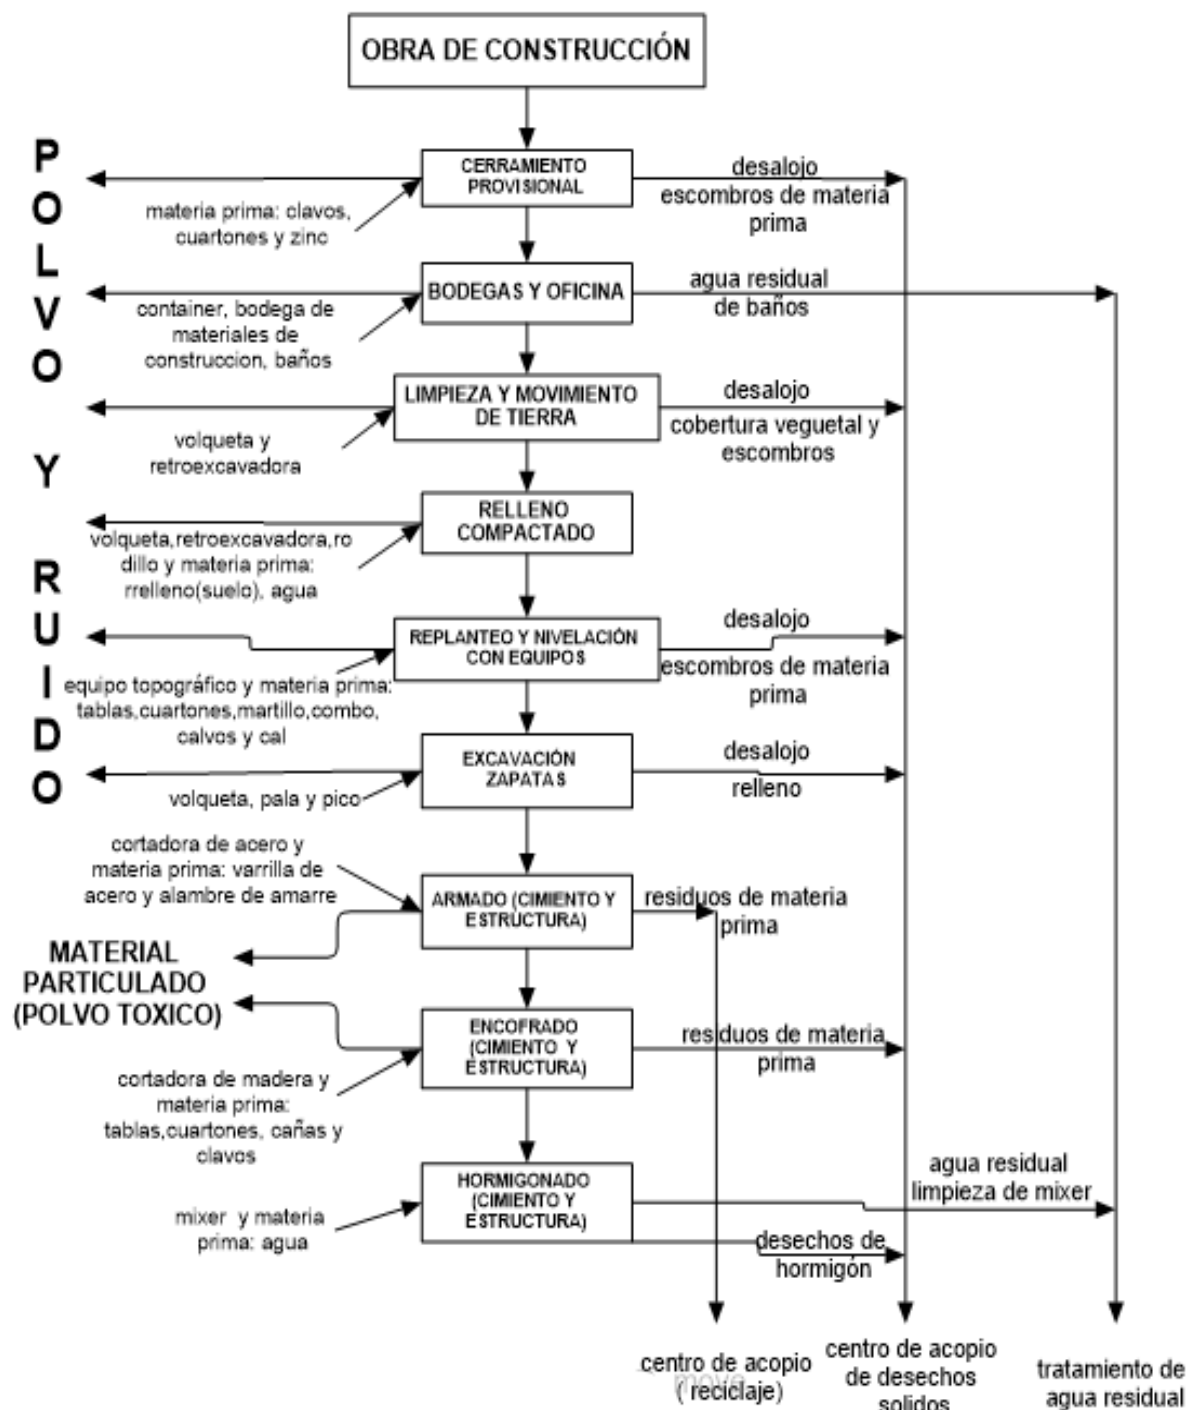 OBRA DE CONSTRUCCIÓN
POLVO Y RUIDO
CERRAMIENTO
PROVISIONAL
desalojo
escombros de materia
prima
materia prima: clavos,
cuartones y zinc
BODEGAS Y OFICINA
agua residual
de baños
container, bodega de
materiales de
construccion, baños
LIMPIEZA Y MOVIMIENTO
DE TIERRA
desalojo
cobertura veguetal y
escombros
volqueta y
retroexcavadora
RELLENO
COMPACTADO
volqueta,retroexcavadora,ro
dillo y materia prima:
rrelleno(suelo), agua
REPLANTEO Y NIVELACIÓN
CON EQUIPOS
desalojo
escombros de materia
prima
equipo topográfico y materia prima:
tablas,cuartones,martillo,combo,
calvos y cal
EXCAVACIÓN
ZAPATAS
desalojo
relleno
volqueta, pala y pico
cortadora de acero y
materia prima: varrilla de
acero y alambre de amarre
ARMADO (CIMIENTO Y
ESTRUCTURA)
residuos de materia
prima
MATERIAL
PARTICULADO
(POLVO TOXICO)
ENCOFRADO
(CIMIENTO Y
ESTRUCTURA)
residuos de materia
prima
cortadora de madera y
materia prima:
tablas,cuartones, cañas y
clavos
HORMIGONADO
(CIMIENTO Y
ESTRUCTURA)
agua residual
limpieza de mixer
mixer y materia
prima: agua
desechos de
hormigón
centro de acopio
( reciclaje)
move
centro de acopio
de desechos
solidos
tratamiento de
agua residual